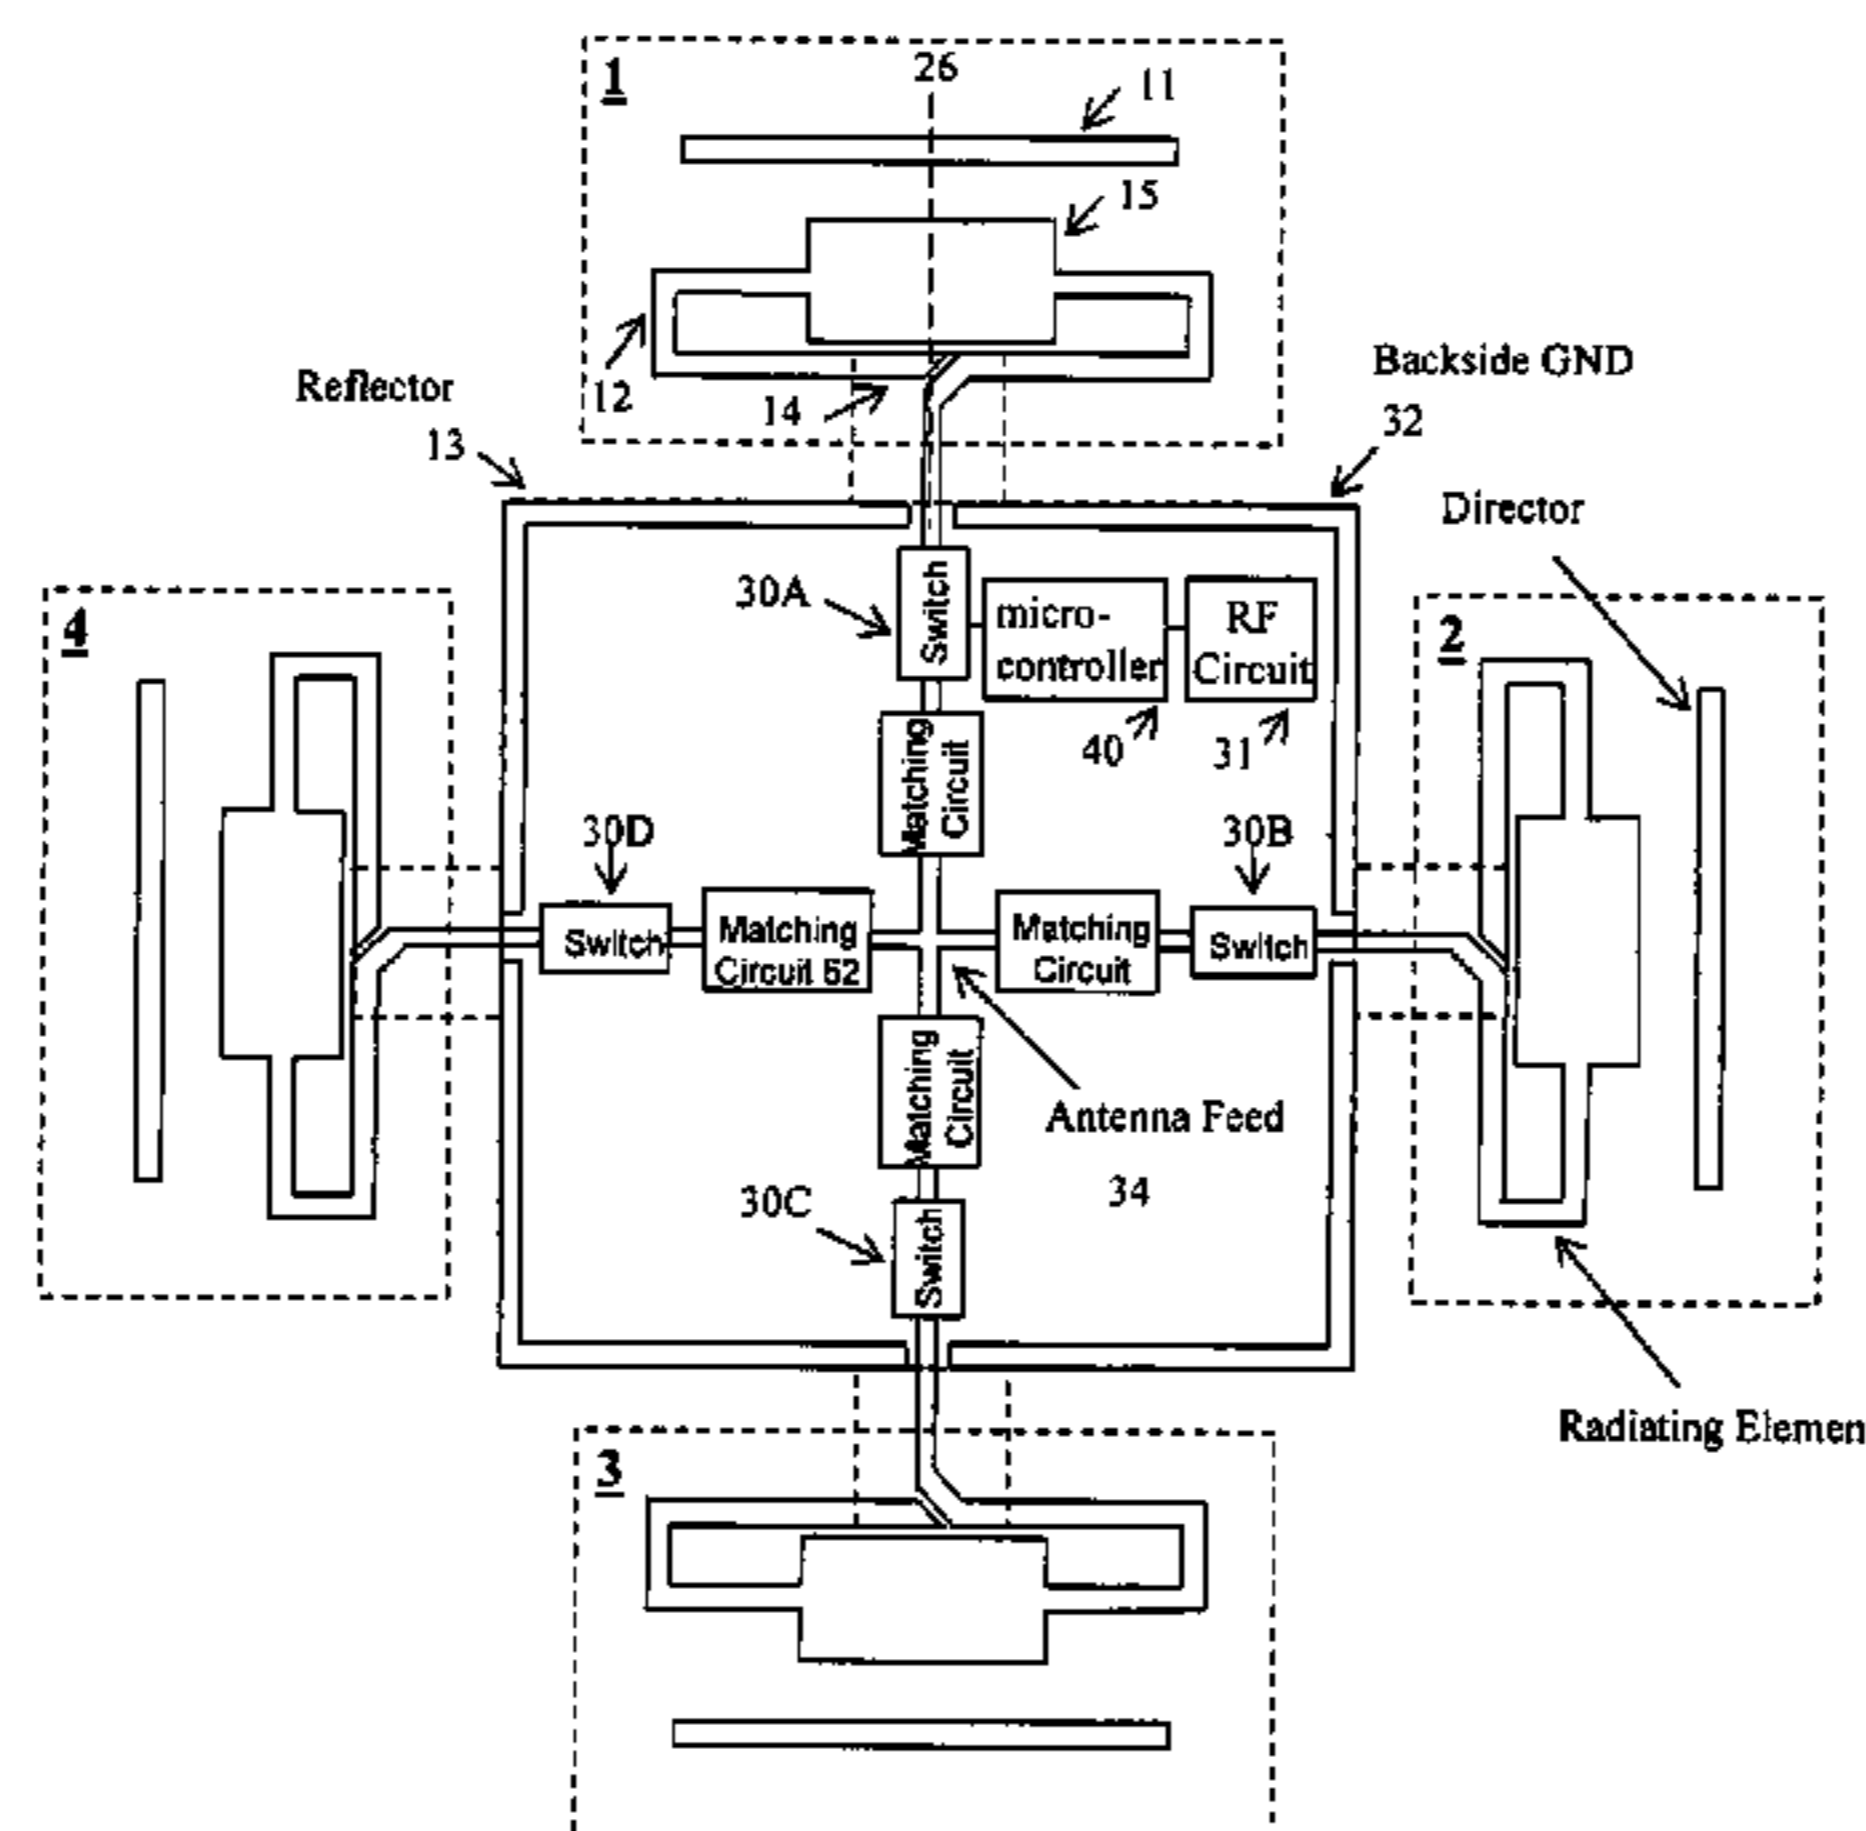 1
26
11
15
12
14
Reflector
13
Backside GND
32
Director
30A
Switch
micro-
controller
RF
Circuit
40
31
4
2
Matching
Circuit
30D
30B
Switch
Matching
Circuit 62
Matching
Circuit
Switch
Matching
Circuit
Antenna Feed
34
30C
Switch
Radiating Elemen
3